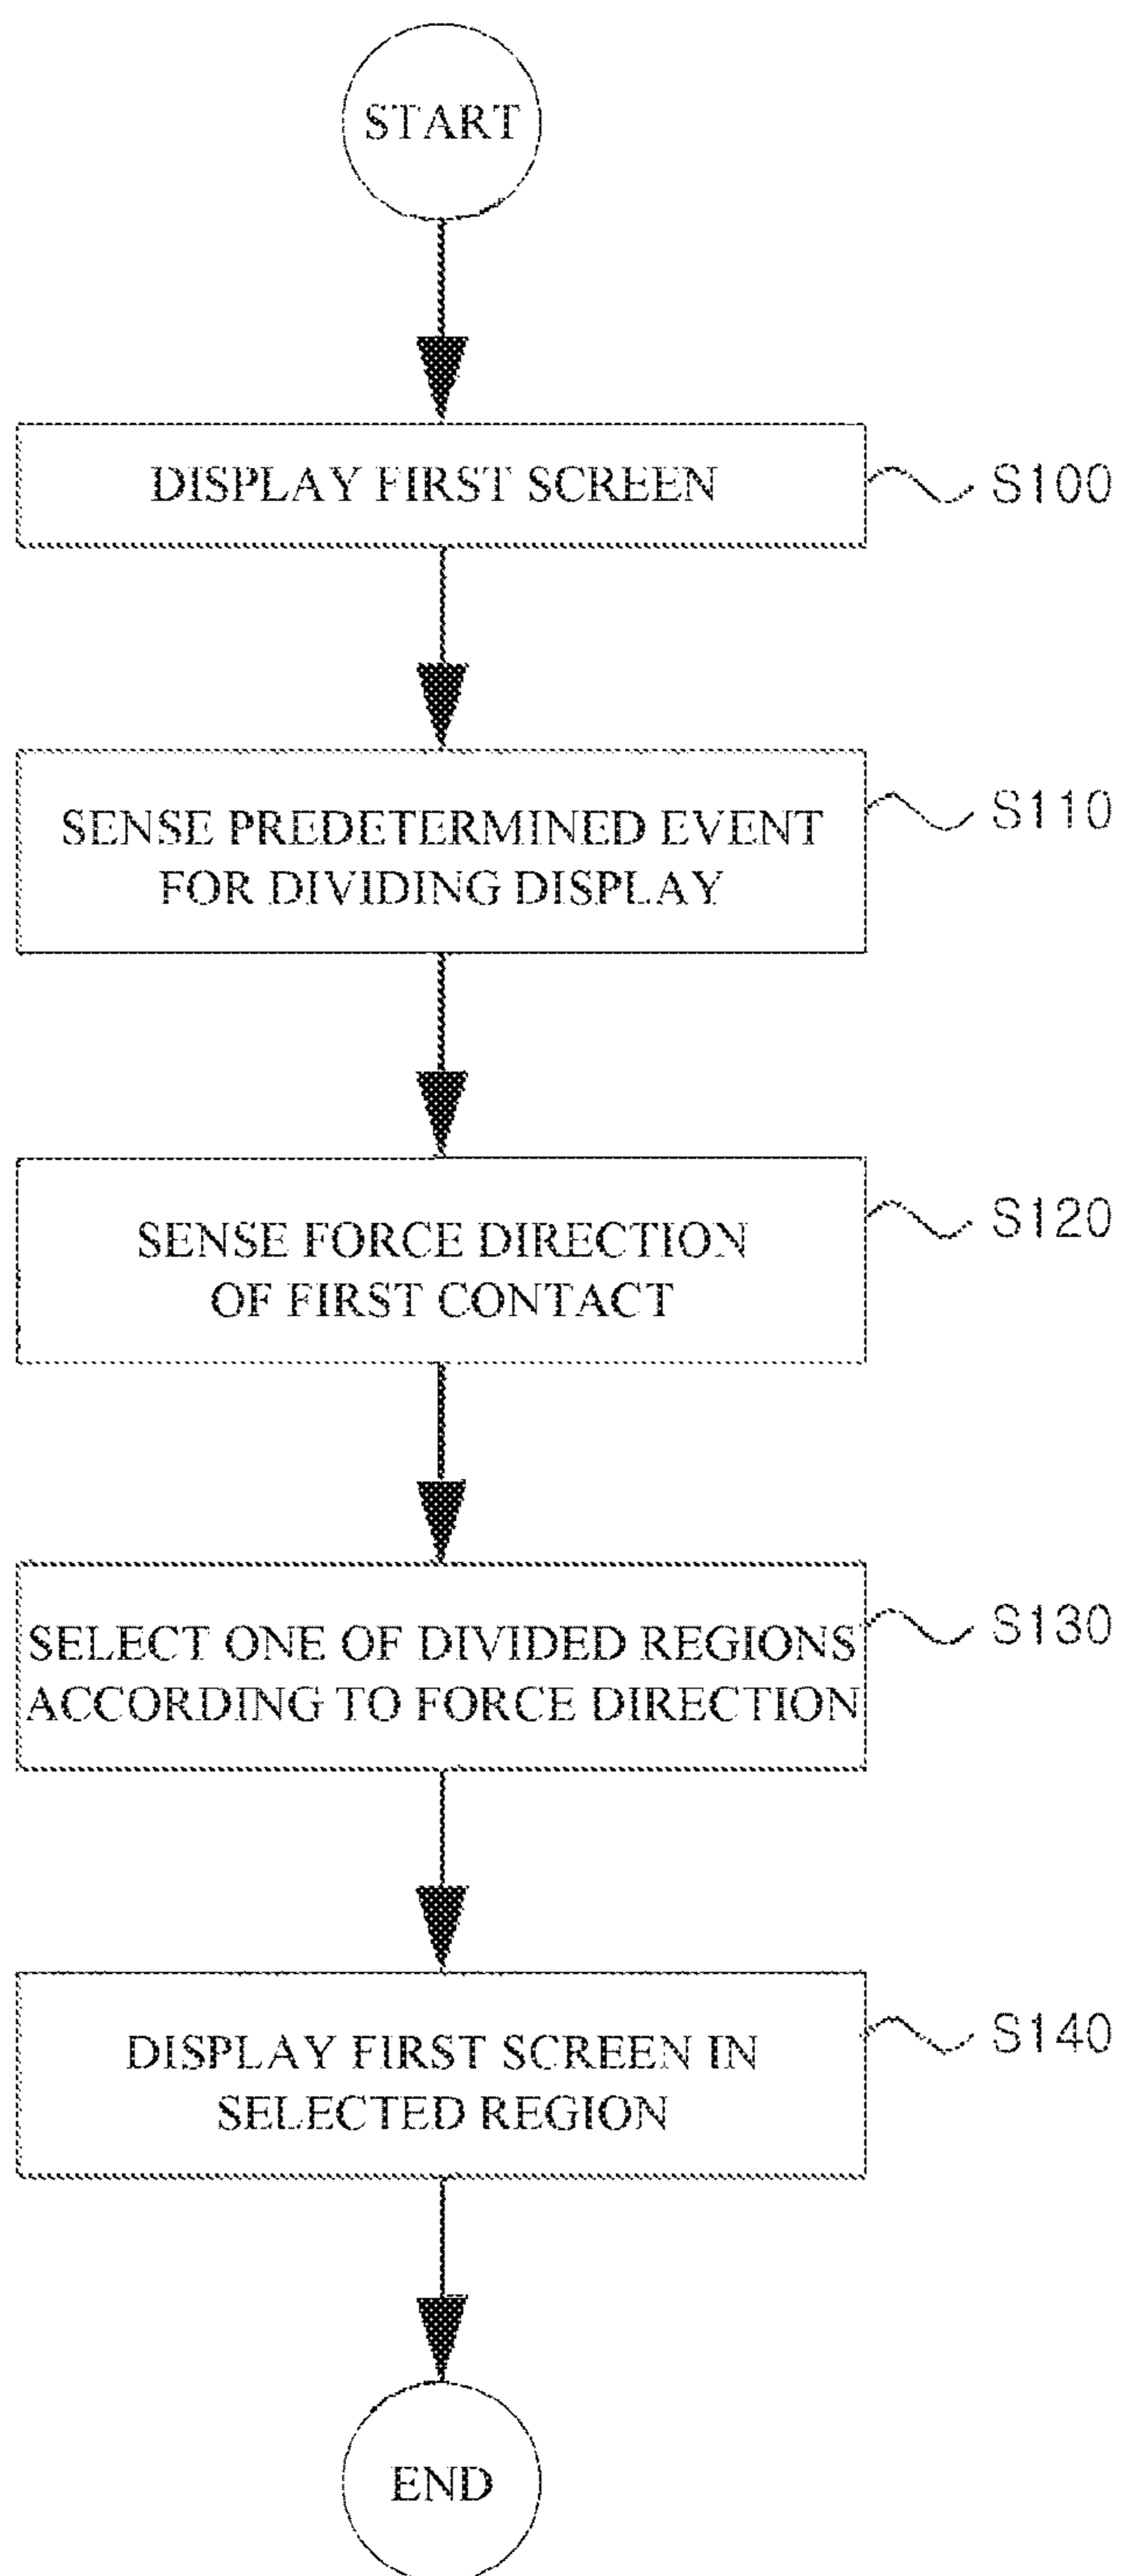 START
DISPLAY FIRST SCREEN
S100
SENSE PREDETERMINED EVENT
FOR DIVIDING DISPLAY
S110
SENSE FORCE DIRECTION
OF FIRST CONTACT
S120
SELECT ONE OF DIVIDED REGIONS
ACCORDING TO FORCE DIRECTION
S130
DISPLAY FIRST SCREEN IN
SELECTED REGION
S140
END